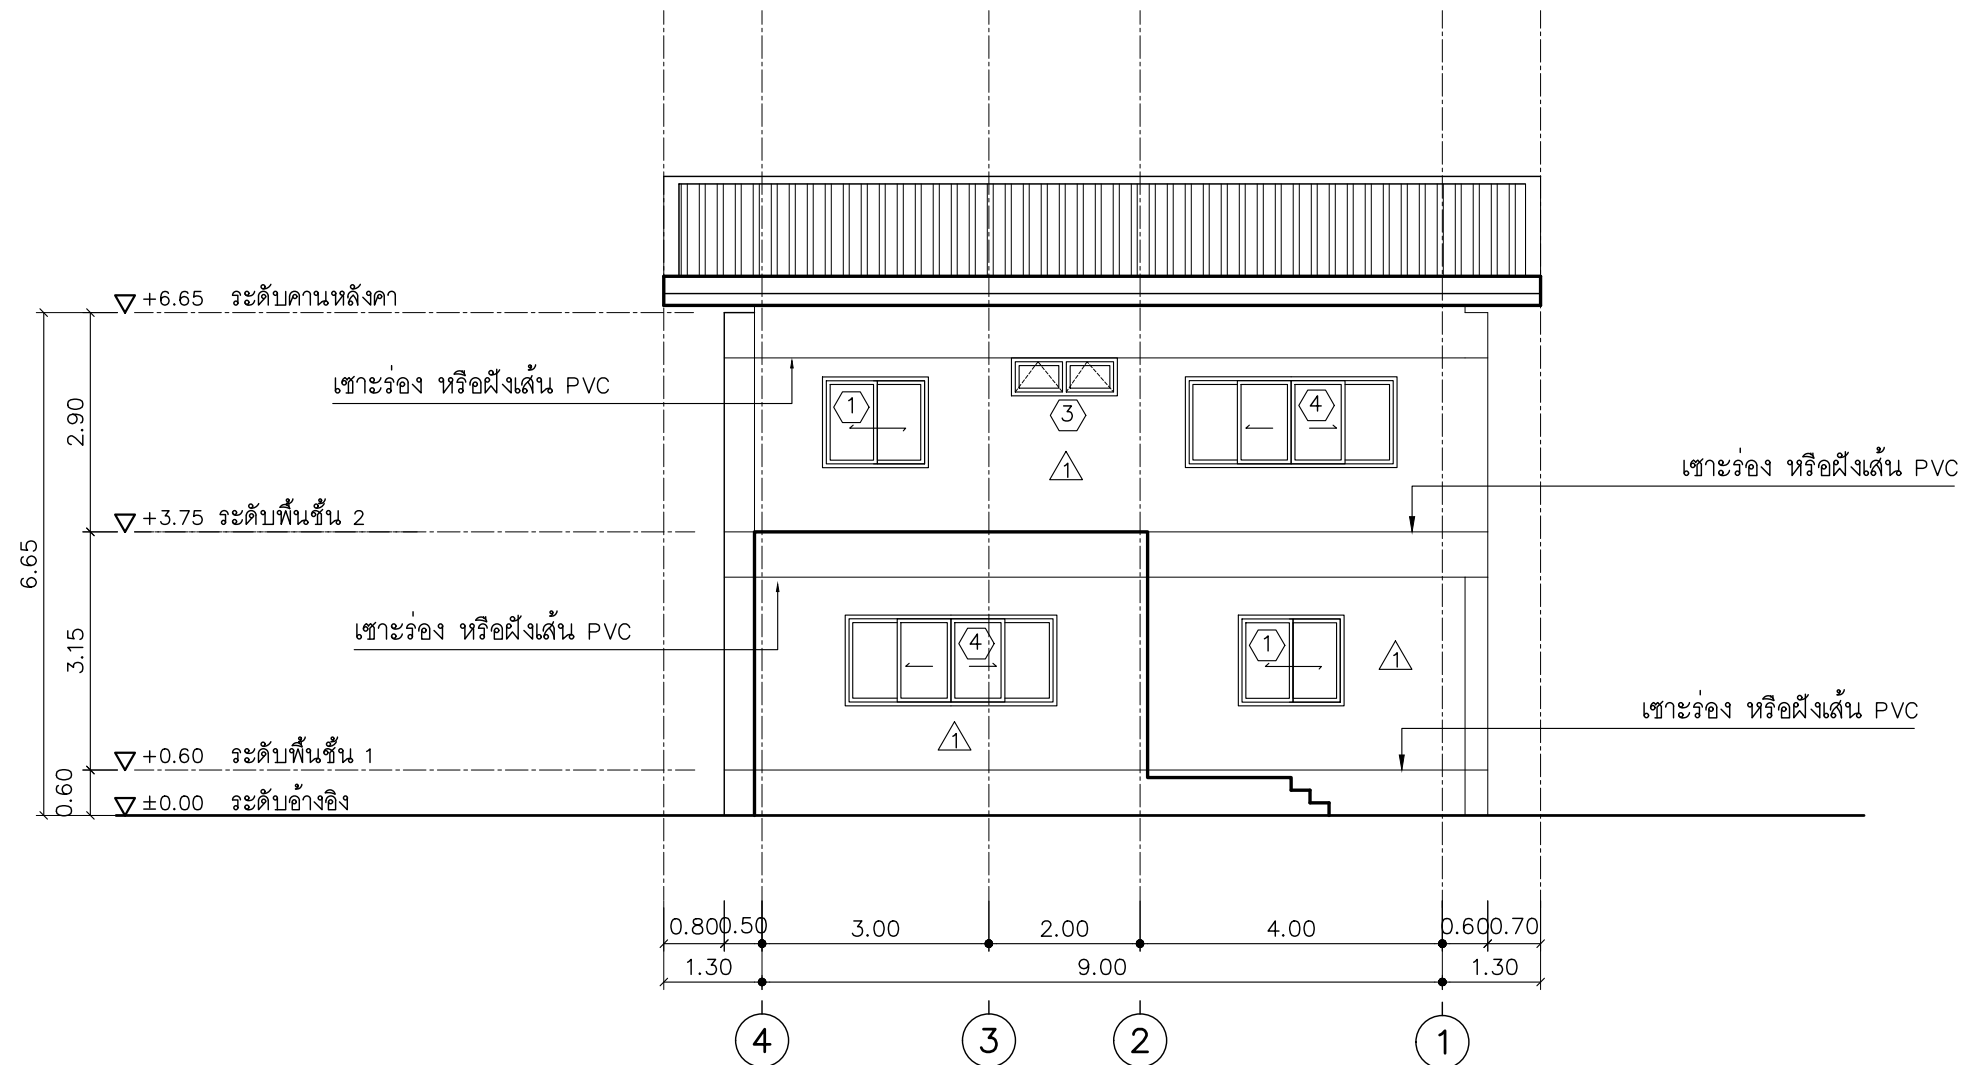 +6.65 ระดับคานหลังคา
เซาะร่อง หรือฝังเส้น PVC
1
3
4
2.90
1
เซาะร่อง หรือฝังเส้น PVC
+3.75 ระดับพื้นชั้น 2
6.65
เซาะร่อง หรือฝังเส้น PVC
4
1
1
3.15
เซาะร่อง หรือฝังเส้น PVC
1
+0.60 ระดับพื้นชั้น 1
0.60
±0.00 ระดับอ้างอิง
0.80 0.50 3.00 2.00 4.00 0.60 0.70
1.30 9.00 1.30
4 3 2 1